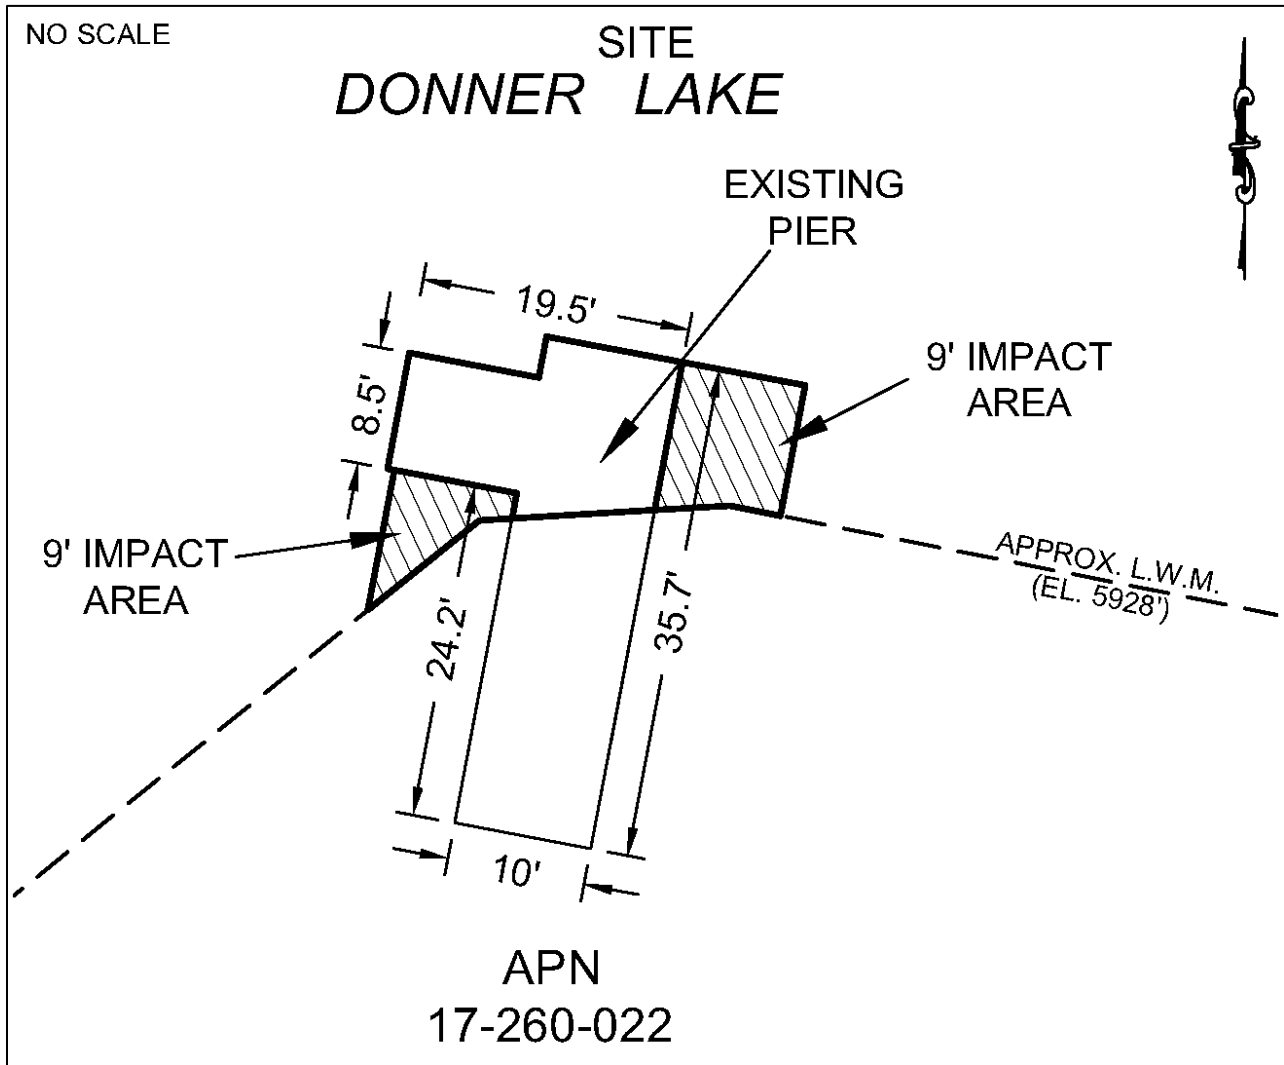 NO SCALE
SITE
DONNER LAKE
EXISTING
PIER
19.5'
9' IMPACT
AREA
8.5'
9' IMPACT
AREA
APPROX. L.W.M.
(EL. 5928')
24.2'
35.7'
10'
APN
17-260-022